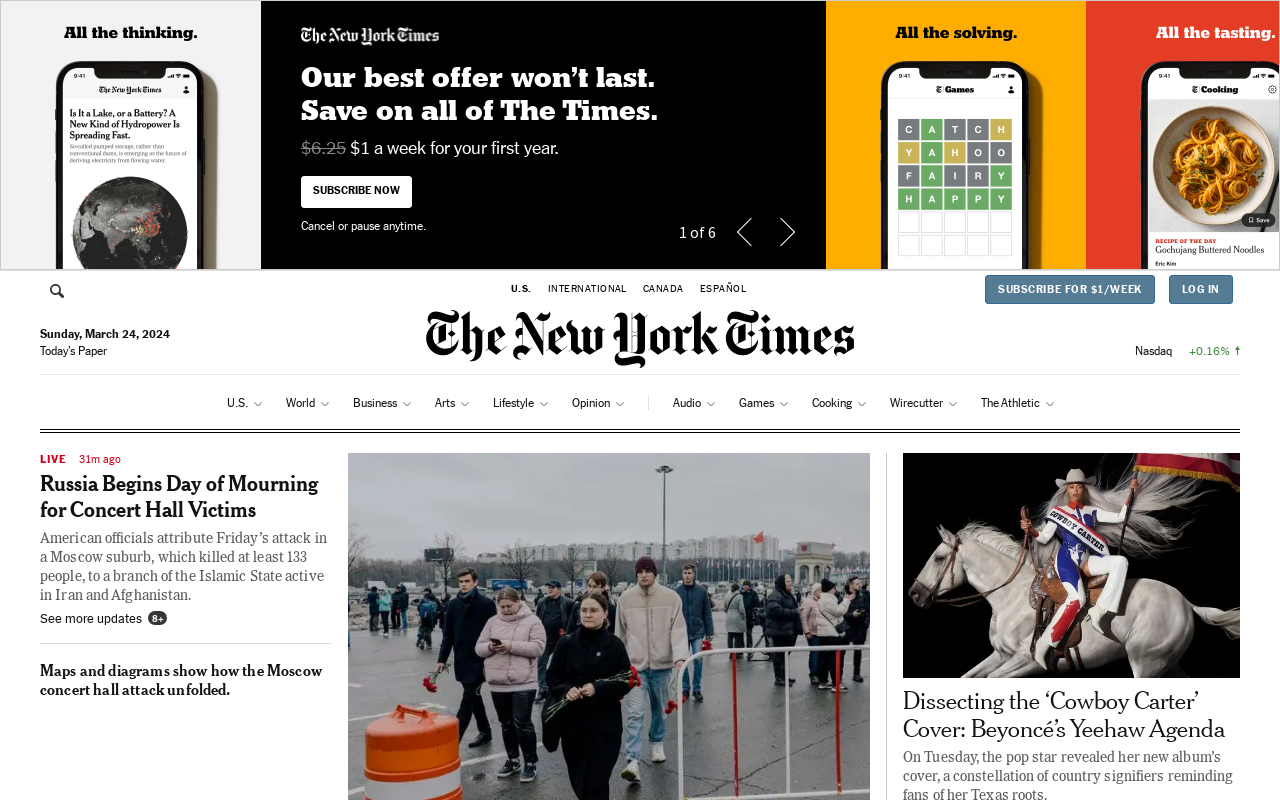 All the thinking.
9:41
The New York Times
Is It a Lake, or a Battery? A
New Kind of Hydropower Is
Spreading Fast.
So-called pumped storage, rather than
conventional dams, is emerging as the future of
deriving electricity from flowing water.
The New York Times
Our best offer won’t last.
Save on all of The Times.
$6.25 $1 a week for your first year.
SUBSCRIBE NOW
Cancel or pause anytime.
1 of 6
All the solving.
9:41
Games
C A T C H
Y A H O O
F A I R Y
H A P P Y
All the tasting.
9:41
Cooking
Save
RECIPE OF THE DAY
Gochujang Buttered Noodles
Eric Kim
U.S. INTERNATIONAL CANADA ESPAÑOL
SUBSCRIBE FOR $1/WEEK
LOG IN
Sunday, March 24, 2024
Today’s Paper
The New York Times
Nasdaq +0.16%
U.S. World Business Arts Lifestyle Opinion Audio Games Cooking Wirecutter The Athletic
LIVE 31m ago
Russia Begins Day of Mourning
for Concert Hall Victims
American officials attribute Friday’s attack in
a Moscow suburb, which killed at least 133
people, to a branch of the Islamic State active
in Iran and Afghanistan.
See more updates 8+
Maps and diagrams show how the Moscow
concert hall attack unfolded.
COWBOY CARTER
Dissecting the ‘Cowboy Carter’
Cover: Beyoncé’s Yeehaw Agenda
On Tuesday, the pop star revealed her new album’s
cover, a constellation of country signifiers reminding
fans of her Texas roots.